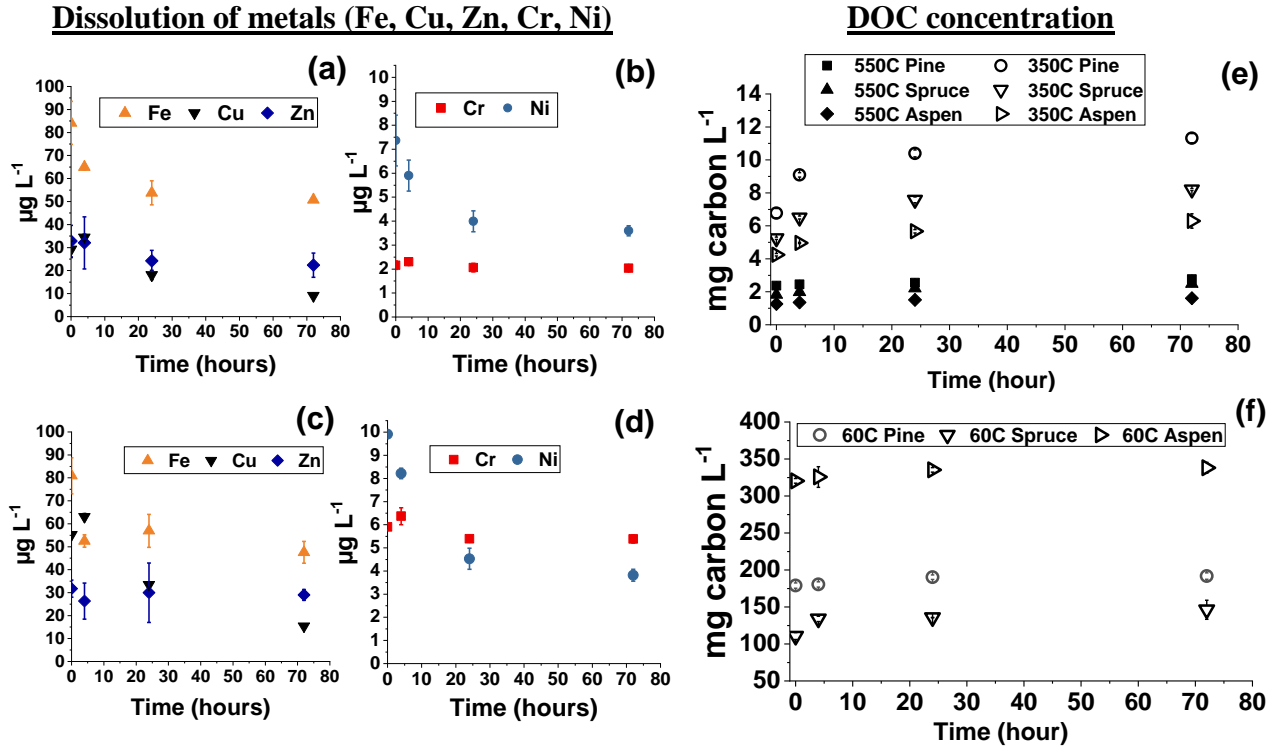 Dissolution of metals (Fe, Cu, Zn, Cr, Ni)
DOC concentration
(a)
Fe Cu Zn
100
90
80
70
60
50
40
30
20
10
0
µg L⁻¹
0 10 20 30 40 50 60 70 80
Time (hours)
(b)
Cr Ni
10
9
8
7
6
5
4
3
2
1
0
µg L⁻¹
0 10 20 30 40 50 60 70 80
Time (hours)
(e)
550C Pine 350C Pine
550C Spruce 350C Spruce
550C Aspen 350C Aspen
14
12
10
8
6
4
2
0
mg carbon L⁻¹
0 10 20 30 40 50 60 70 80
Time (hour)
(c)
Fe Cu Zn
100
90
80
70
60
50
40
30
20
10
0
µg L⁻¹
0 10 20 30 40 50 60 70 80
Time (hours)
(d)
Cr Ni
10
9
8
7
6
5
4
3
2
1
0
µg L⁻¹
0 10 20 30 40 50 60 70 80
Time (hours)
(f)
60C Pine 60C Spruce 60C Aspen
400
350
300
250
200
150
100
50
mg carbon L⁻¹
0 10 20 30 40 50 60 70 80
Time (hour)